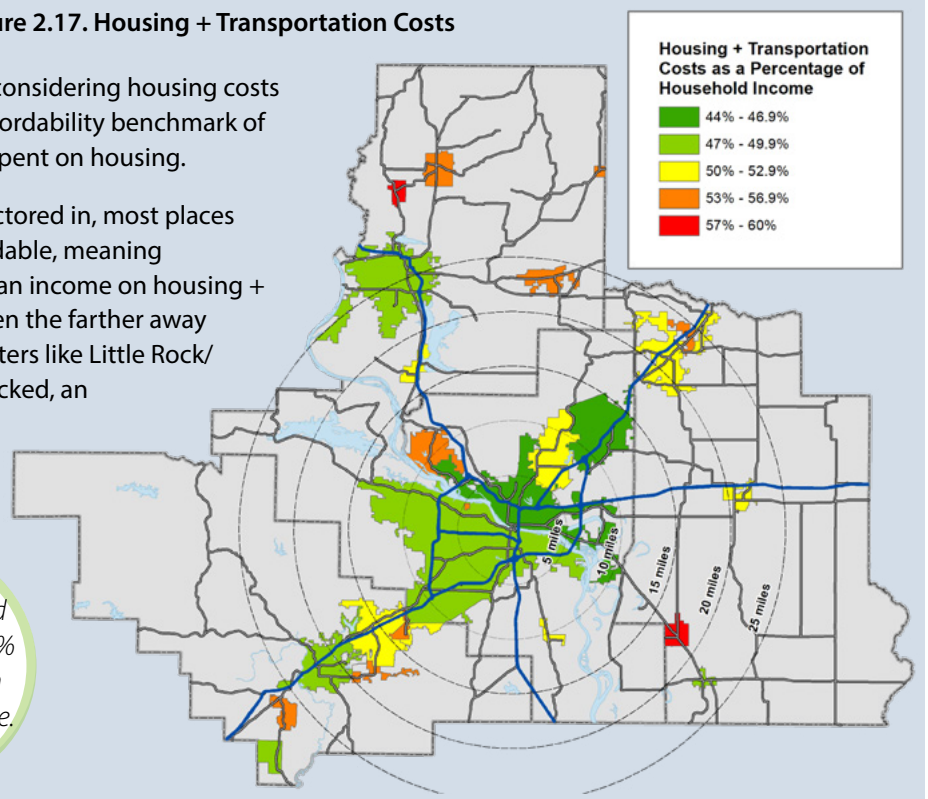 ure 2.17. Housing + Transportation Costs
considering housing costs
fordability benchmark of
pent on housing.
ctored in, most places
dable, meaning
an income on housing +
en the farther away
ters like Little Rock/
cked, an
d
%
e.
Housing + Transportation
Costs as a Percentage of
Household Income
44% - 46.9%
47% - 49.9%
50% - 52.9%
53% - 56.9%
57% - 60%
5 miles
10 miles
15 miles
20 miles
25 miles